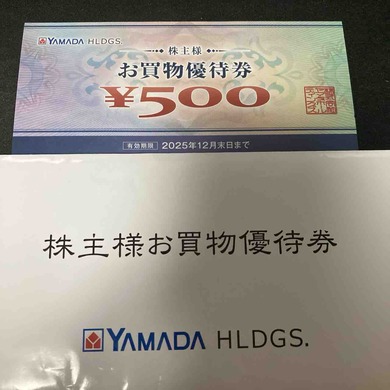 YAMADA HLDGS.
株主様
お買物優待券
¥500
有効期限 2025年12月末日まで
株主様お買物優待券
YAMADA HLDGS.